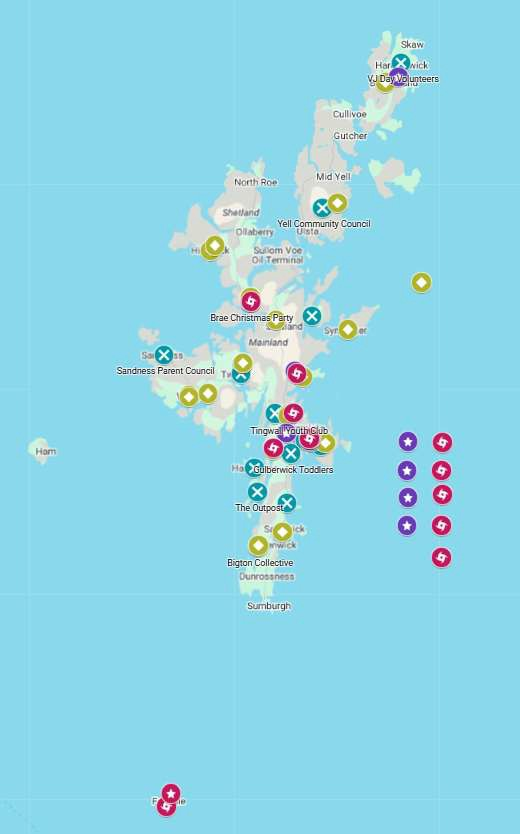 Skaw
VJ Day Volunteers
Cullivoe
Gutcher
Mid Yell
North Roe
Shetland
Yell Community Council
Ollaberry
Ulsta
Sullom Voe
Oil Terminal
Brae Christmas Party
Mainland
Sandness Parent Council
Tingwall Youth Club
Gulberwick Toddlers
Ham
The Outpost
Bigton Collective
Dunrossness
Sumburgh